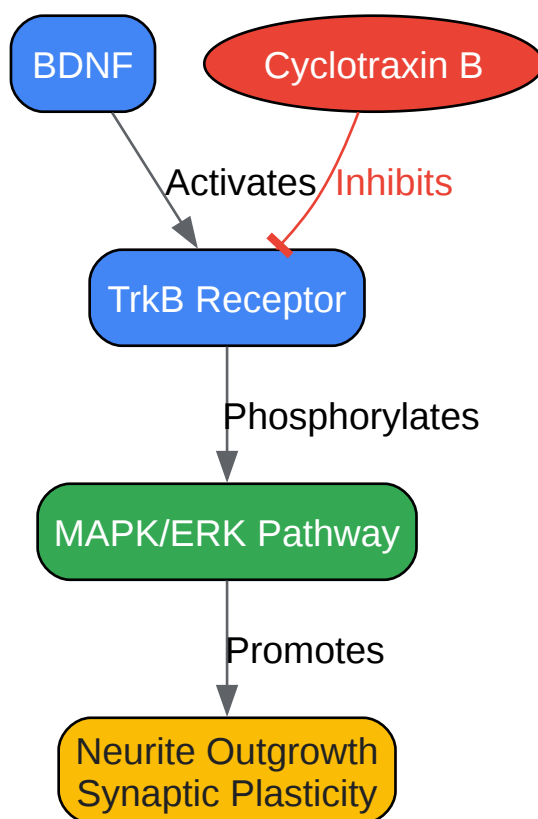 BDNF
Cyclotraxin B
Activates
Inhibits
TrkB Receptor
Phosphorylates
MAPK/ERK Pathway
Promotes
Neurite Outgrowth
Synaptic Plasticity